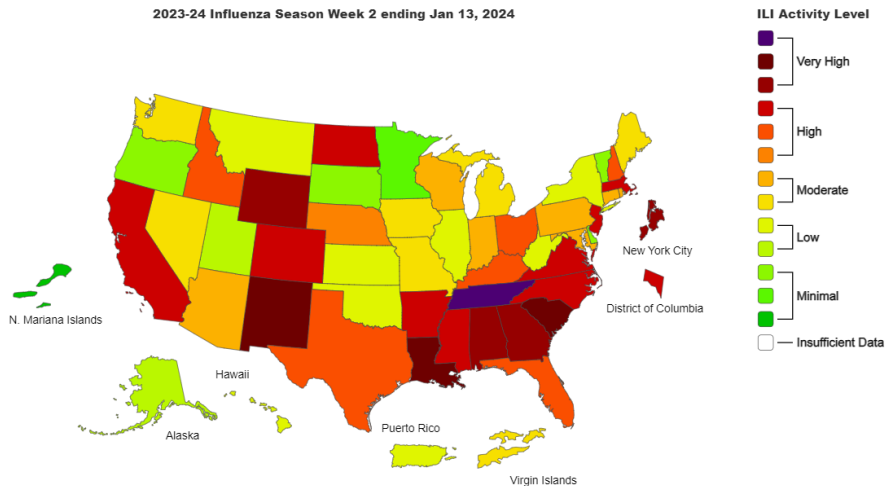 2023-24 Influenza Season Week 2 ending Jan 13, 2024
ILI Activity Level
Very High
High
Moderate
Low
Minimal
Insufficient Data
New York City
District of Columbia
N. Mariana Islands
Hawaii
Alaska
Puerto Rico
Virgin Islands